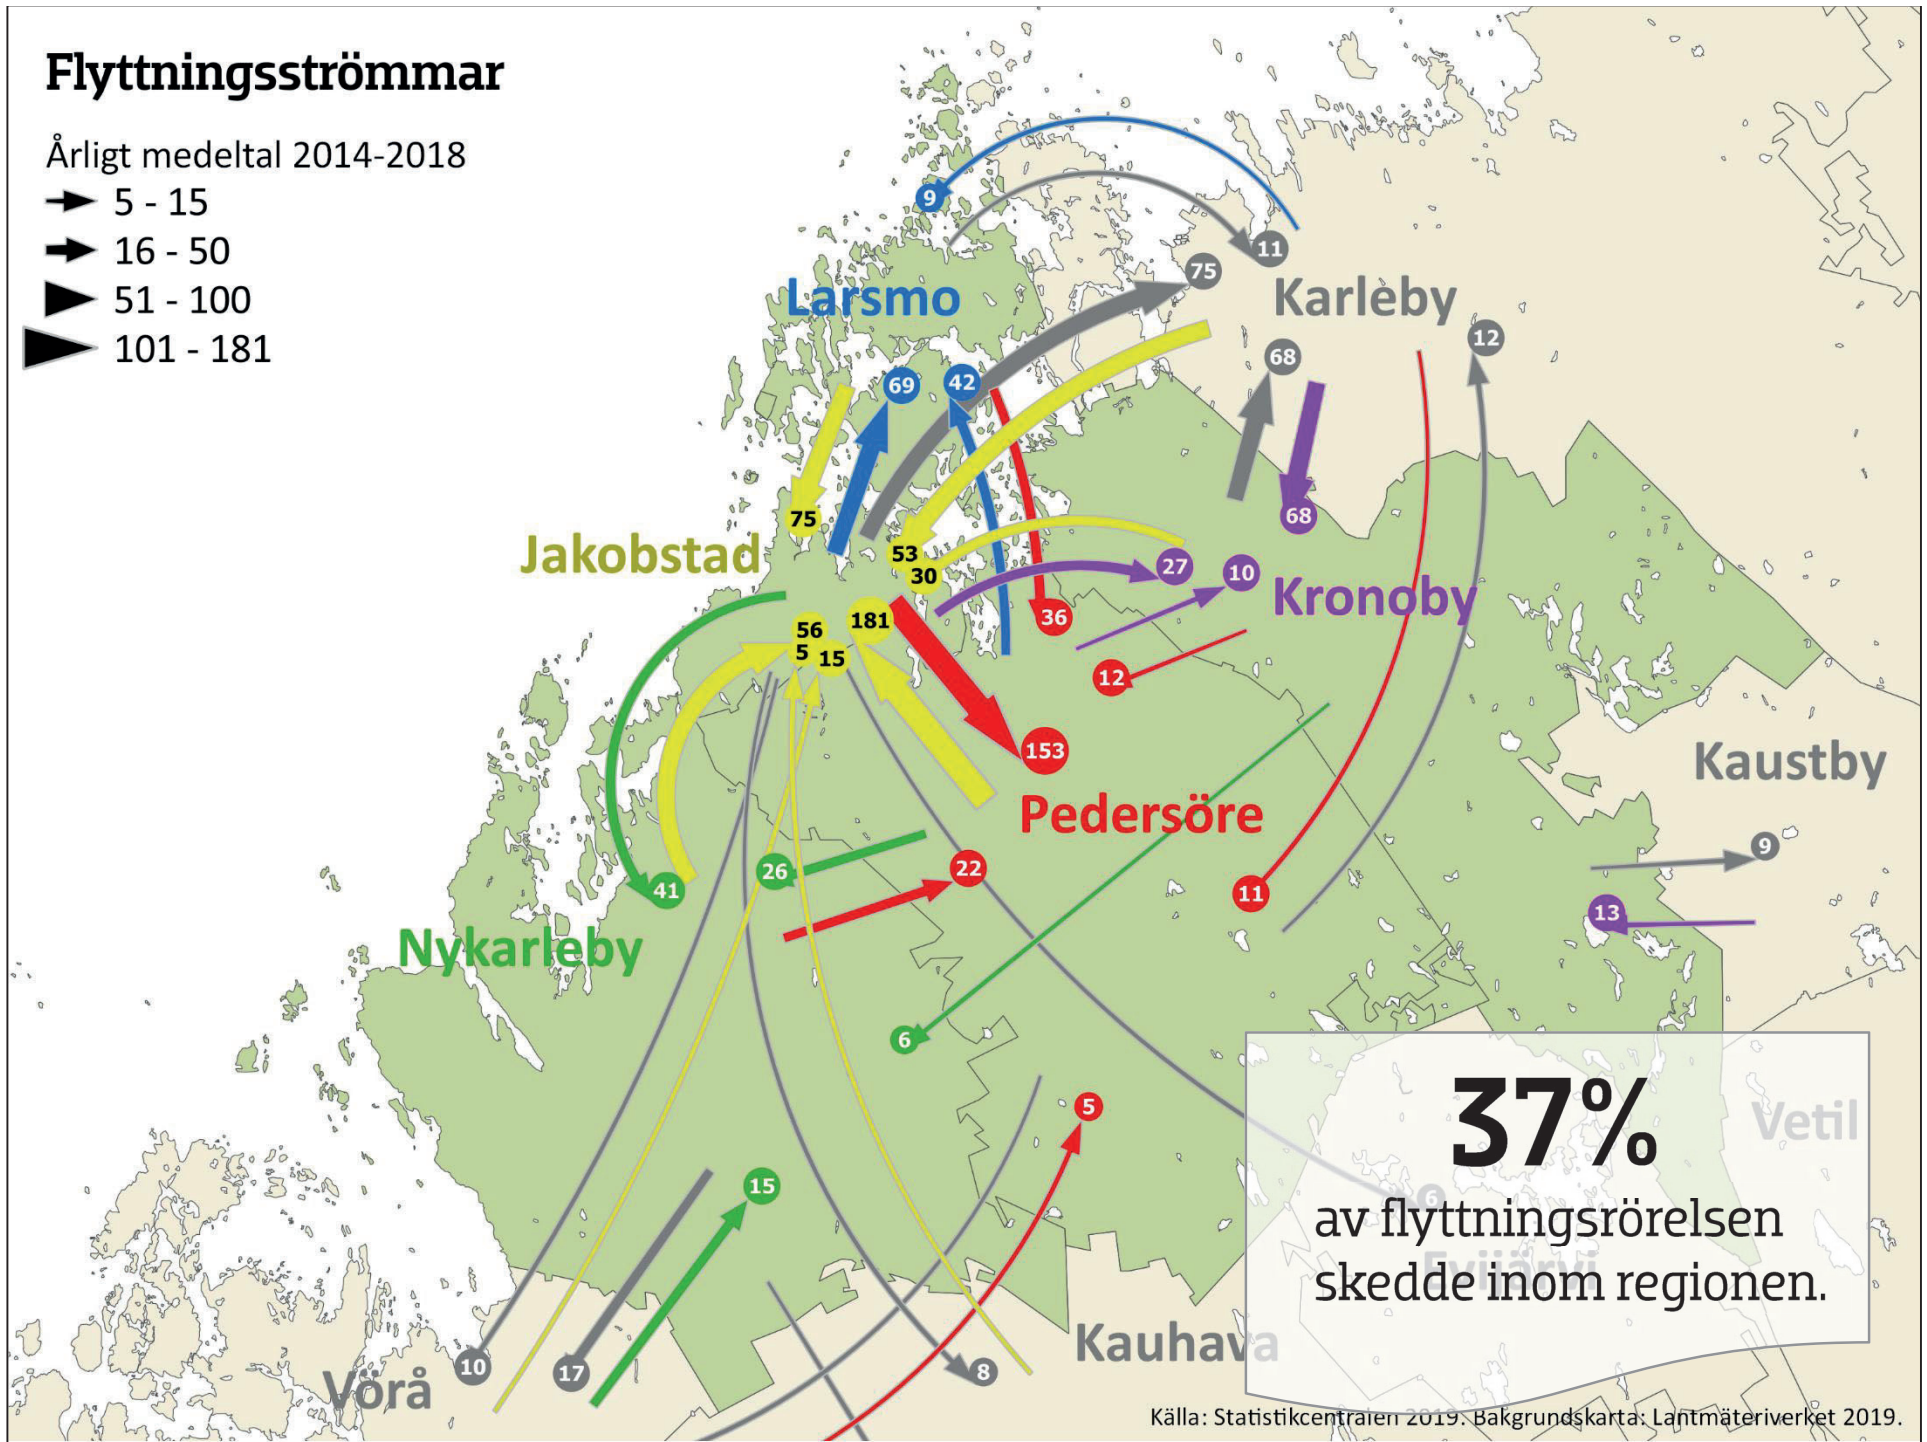 Flyttningsströmmar
Årligt medeltal 2014-2018
5 - 15
16 - 50
51 - 100
101 - 181
9
11
75
Larsmo
Karleby
12
68
69
42
75
68
Jakobstad
53
30
27
10
Kronoby
36
181
56
5
15
12
153
Kaustby
Pedersöre
9
26
22
41
11
13
Nykarleby
6
37%
5
Vetil
15
6
av flyttningsrörelsen
Evijärvi
skedde inom regionen.
Kauhava
10
17
8
Vörå
Källa: Statistikcentralen 2019. Bakgrundskarta: Lantmäteriverket 2019.